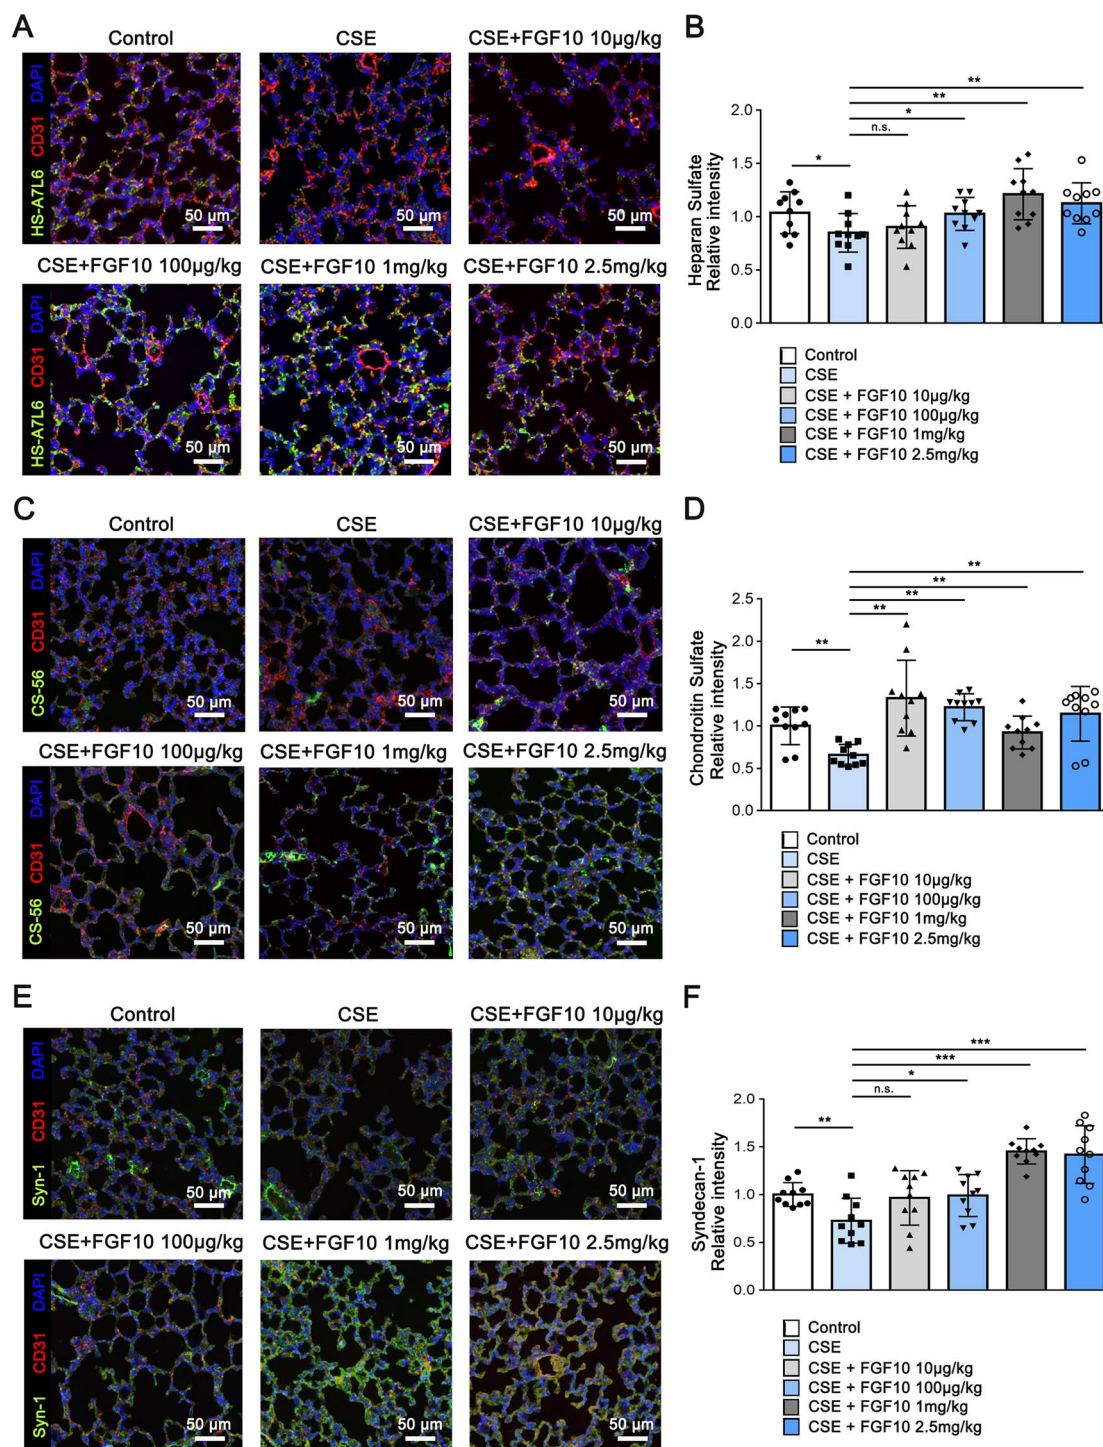 A
Control
CSE
CSE+FGF10 10µg/kg
HS-A7L6 CD31 DAPI
50 µm
50 µm
50 µm
CSE+FGF10 100µg/kg
CSE+FGF10 1mg/kg
CSE+FGF10 2.5mg/kg
HS-A7L6 CD31 DAPI
50 µm
50 µm
50 µm
B
**
**
*
n.s.
*
Heparan Sulfate
Relative intensity
2.0
1.5
1.0
0.5
0.0
Control
CSE
CSE + FGF10 10µg/kg
CSE + FGF10 100µg/kg
CSE + FGF10 1mg/kg
CSE + FGF10 2.5mg/kg
C
Control
CSE
CSE+FGF10 10µg/kg
CS-56 CD31 DAPI
50 µm
50 µm
50 µm
CSE+FGF10 100µg/kg
CSE+FGF10 1mg/kg
CSE+FGF10 2.5mg/kg
CS-56 CD31 DAPI
50 µm
50 µm
50 µm
D
**
**
**
**
**
Chondroitin Sulfate
Relative intensity
2.5
2.0
1.5
1.0
0.5
0.0
Control
CSE
CSE + FGF10 10µg/kg
CSE + FGF10 100µg/kg
CSE + FGF10 1mg/kg
CSE + FGF10 2.5mg/kg
E
Control
CSE
CSE+FGF10 10µg/kg
Syn-1 CD31 DAPI
50 µm
50 µm
50 µm
CSE+FGF10 100µg/kg
CSE+FGF10 1mg/kg
CSE+FGF10 2.5mg/kg
Syn-1 CD31 DAPI
50 µm
50 µm
50 µm
F
***
***
*
n.s.
**
Syndecan-1
Relative intensity
2.0
1.5
1.0
0.5
0.0
Control
CSE
CSE + FGF10 10µg/kg
CSE + FGF10 100µg/kg
CSE + FGF10 1mg/kg
CSE + FGF10 2.5mg/kg